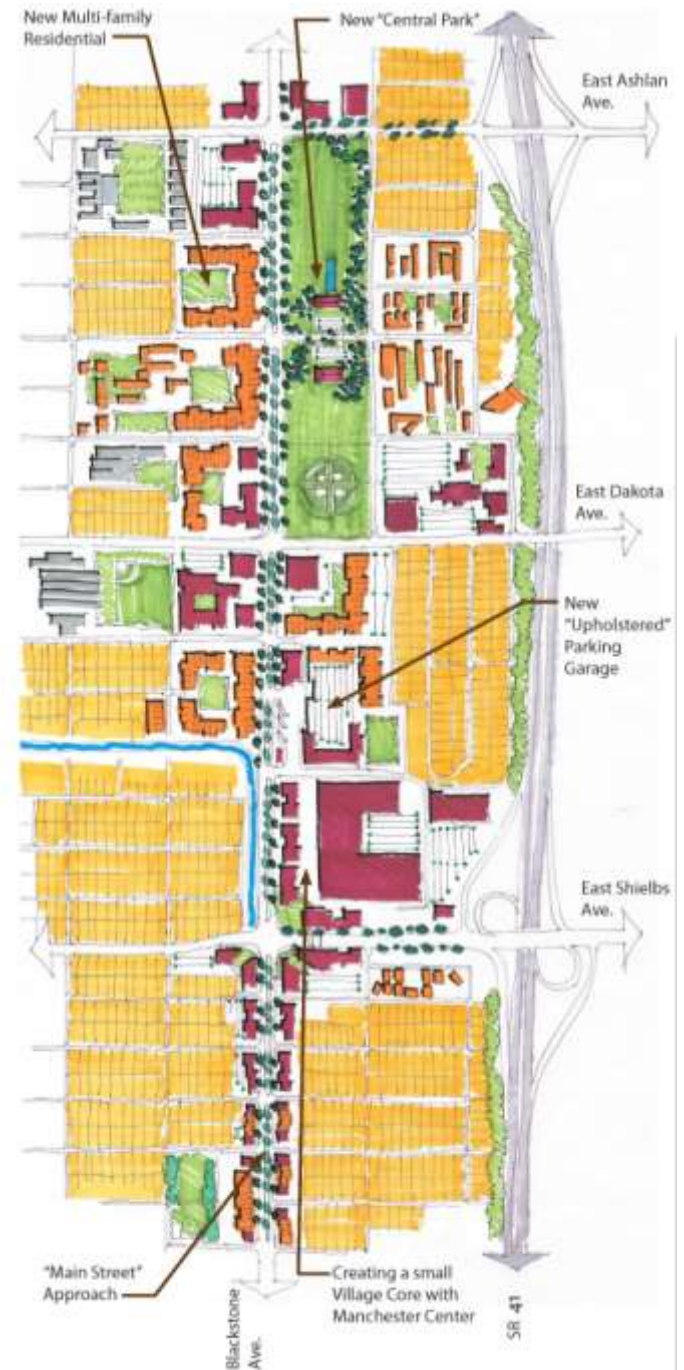 New Multi-family
Residential
New "Central Park"
East Ashlan
Ave.
East Dakota
Ave.
New
"Upholstered"
Parking
Garage
East Shielbs
Ave.
"Main Street"
Approach
Blackstone
Ave.
Creating a small
Village Core with
Manchester Center
SR 41